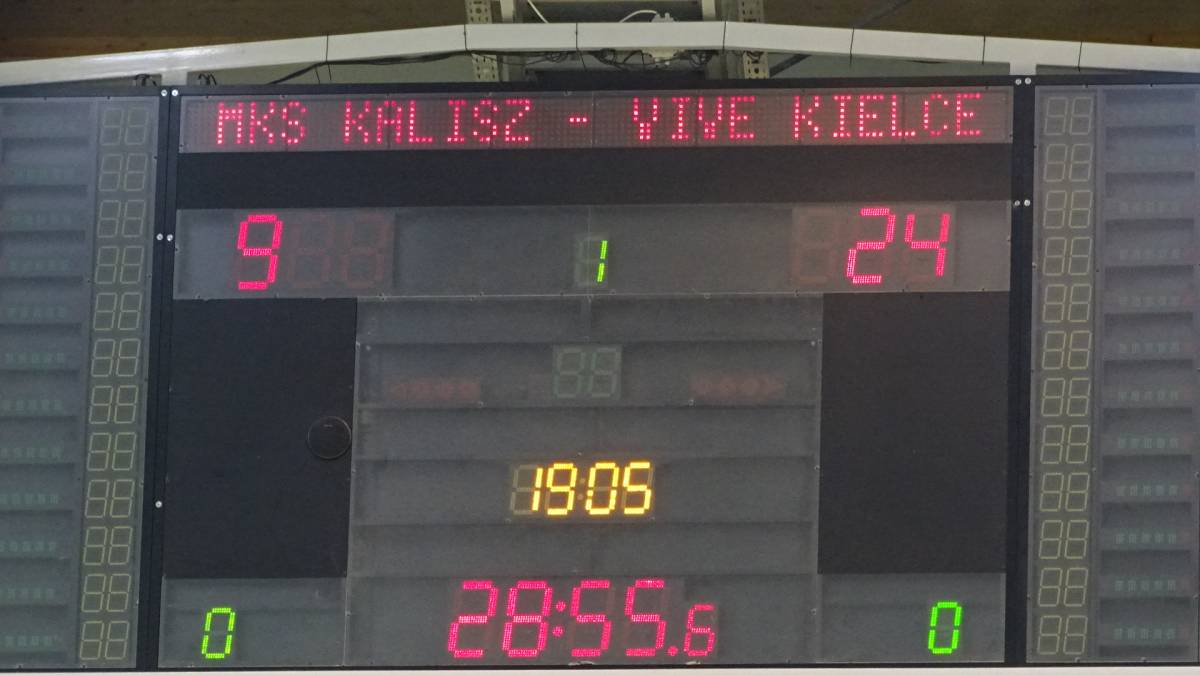 MKS KALISZ - VIVE KIELCE
9 1 24
19:05
28:55.6
0 0